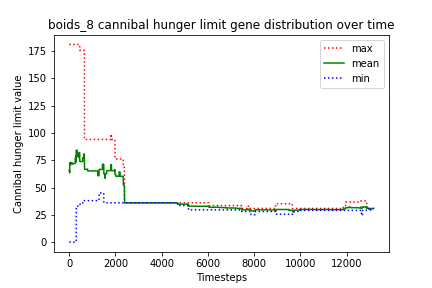 boids_8 cannibal hunger limit gene distribution over time
Cannibal hunger limit value
175
150
125
100
75
50
25
0
max
mean
min
0
2000
4000
6000
8000
10000
12000
Timesteps